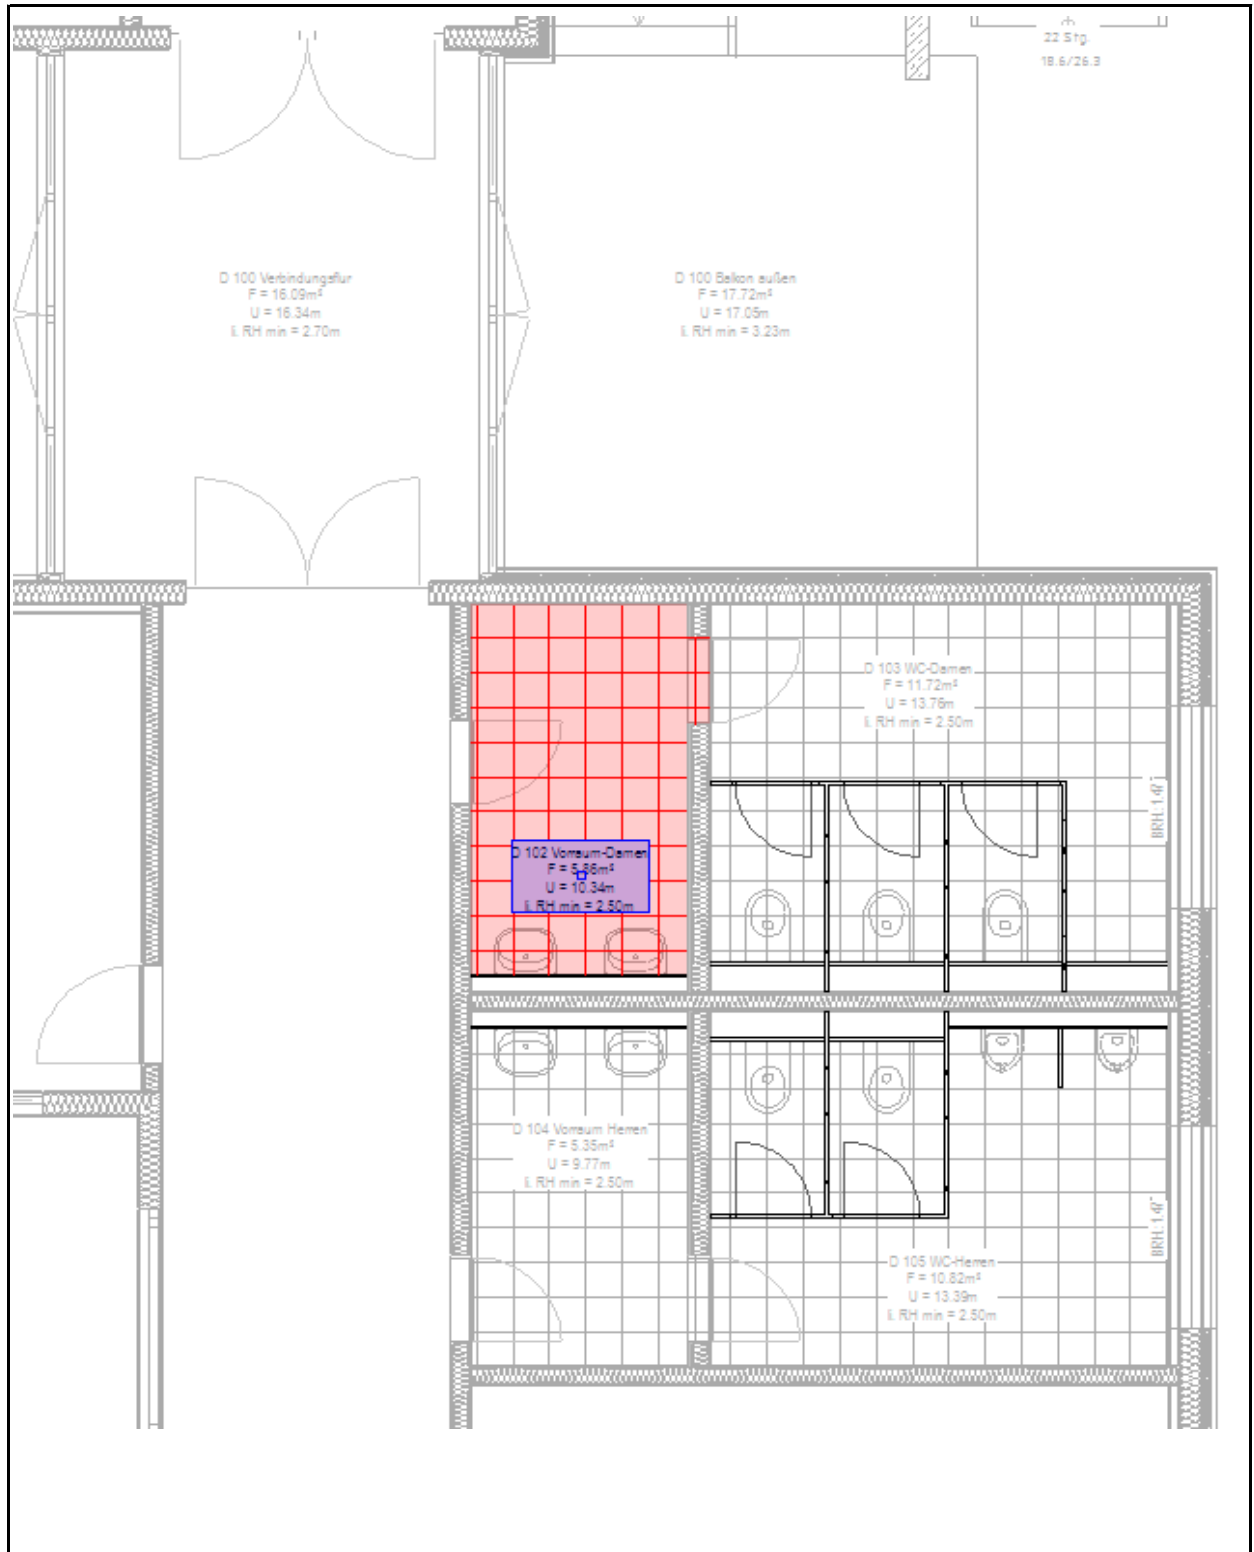 22 Stg.
18.6/26.3
D 100 Verbindungsflur
F = 16.09m²
U = 16.34m
li. RH min = 2.70m
D 100 Balkon außen
F = 17.72m²
U = 17.05m
li. RH min = 3.23m
D 103 WC-Damen
F = 11.72m²
U = 13.76m
li. RH min = 2.50m
BRH: 1.47
D 102 Vorraum-Damen
F = 5.86m²
U = 10.34m
li. RH min = 2.50m
D 104 Vorraum Herren
F = 5.35m²
U = 9.77m
li. RH min = 2.50m
BRH: 1.47
D 105 WC-Herren
F = 10.82m²
U = 13.39m
li. RH min = 2.50m